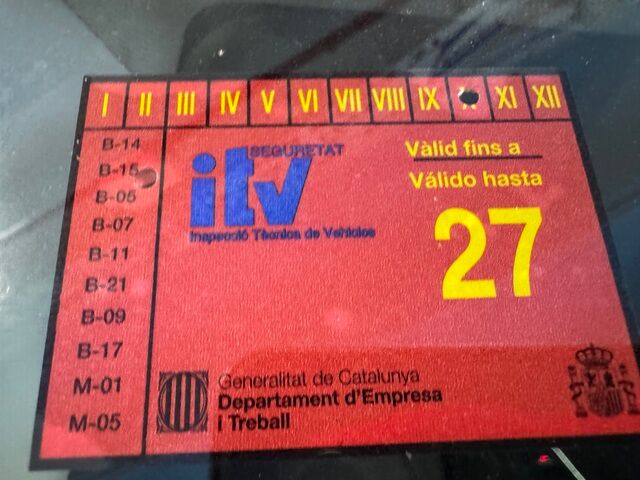 I II III IV V VI VII VIII IX X XI XII
B-14
B-15
B-05
B-07
B-11
B-21
B-09
B-17
M-01
M-05
SEGURETAT
itv
Inspecció Tècnica de Vehicles
Vàlid fins a
Válido hasta
27
Generalitat de Catalunya
Departament d'Empresa
i Treball